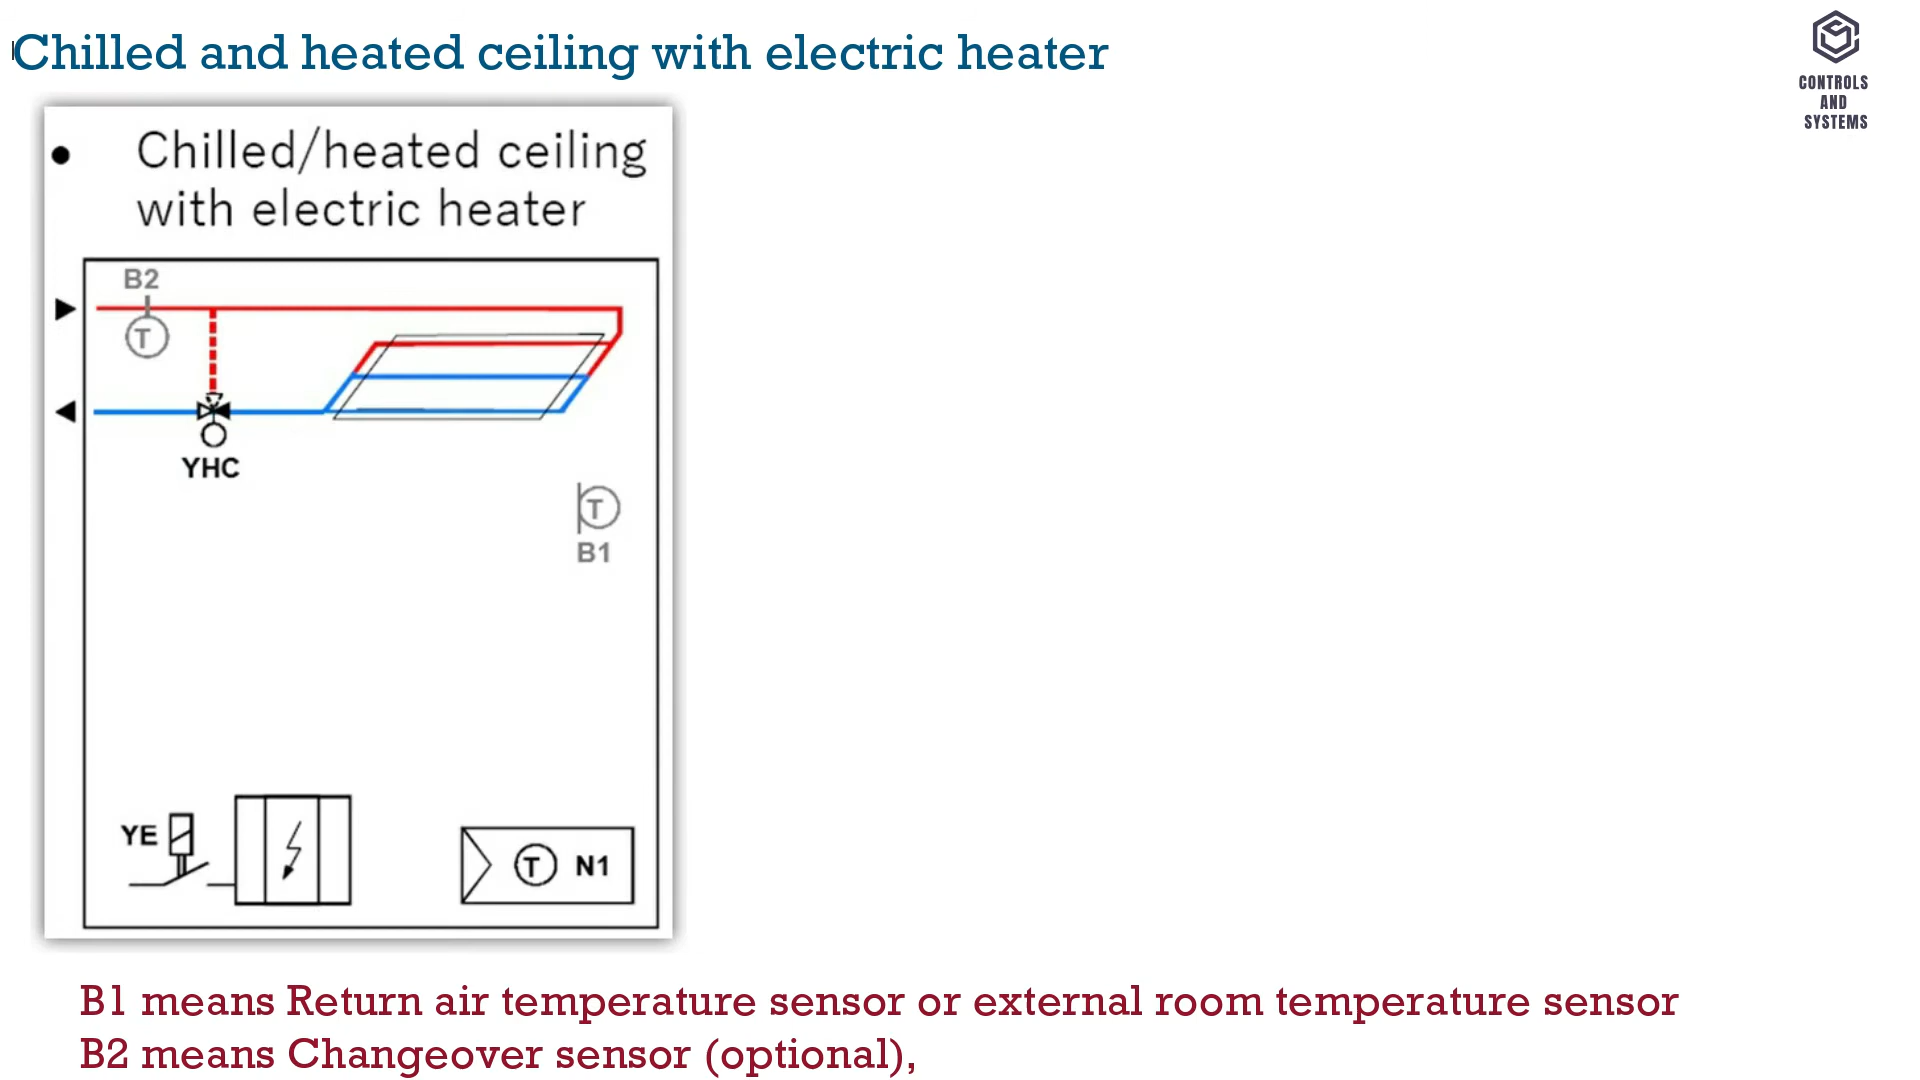 Chilled and heated ceiling with electric heater
CONTROLS
AND
SYSTEMS
• Chilled/heated ceiling
with electric heater
B2
T
YHC
T
B1
YE
T N1
B1 means Return air temperature sensor or external room temperature sensor
B2 means Changeover sensor (optional),